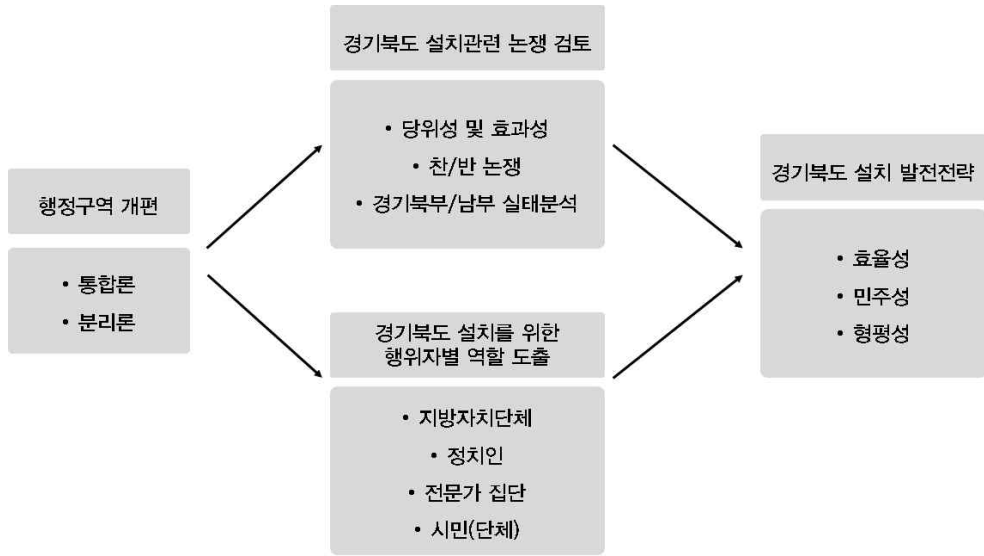 행정구역 개편
• 통합론
• 분리론
경기북도 설치관련 논쟁 검토
• 당위성 및 효과성
• 찬/반 논쟁
• 경기북부/남부 실태분석
경기북도 설치를 위한
행위자별 역할 도출
• 지방자치단체
• 정치인
• 전문가 집단
• 시민(단체)
경기북도 설치 발전전략
• 효율성
• 민주성
• 형평성